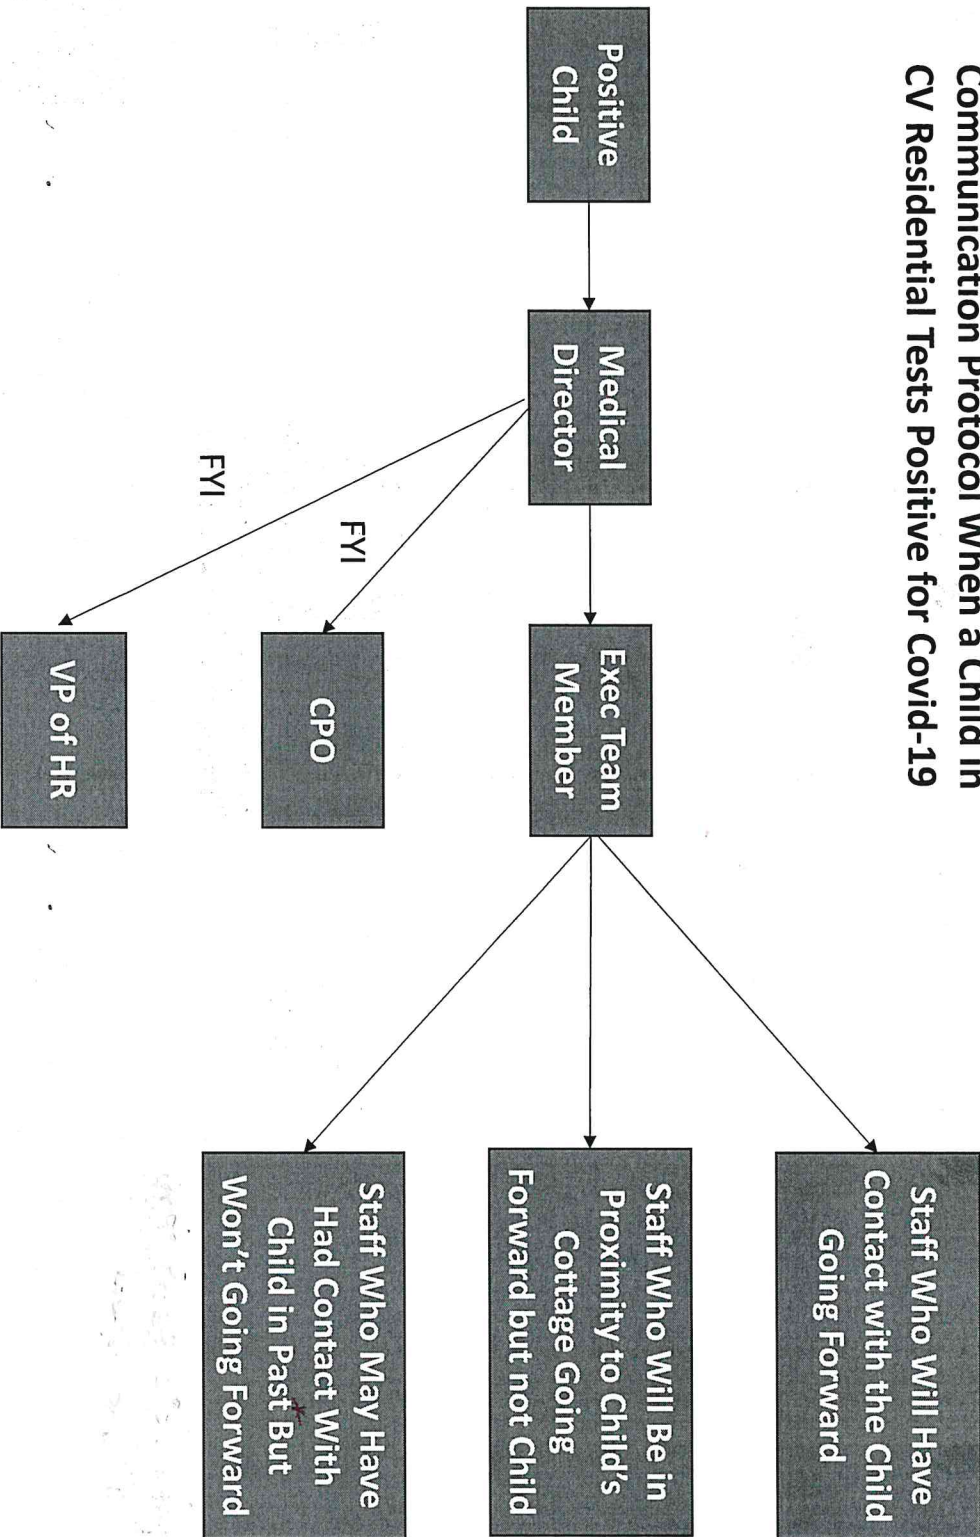 Communication Protocol When a Child in
CV Residential Tests Positive for Covid-19
Positive
Child
Medical
Director
Exec Team
Member
FYI
FYI
CPO
VP of HR
Staff Who Will Have
Contact with the Child
Going Forward
Staff Who Will Be in
Proximity to Child's
Cottage Going
Forward but not Child
Staff Who May Have
Had Contact With
Child in Past* But
Won't Going Forward